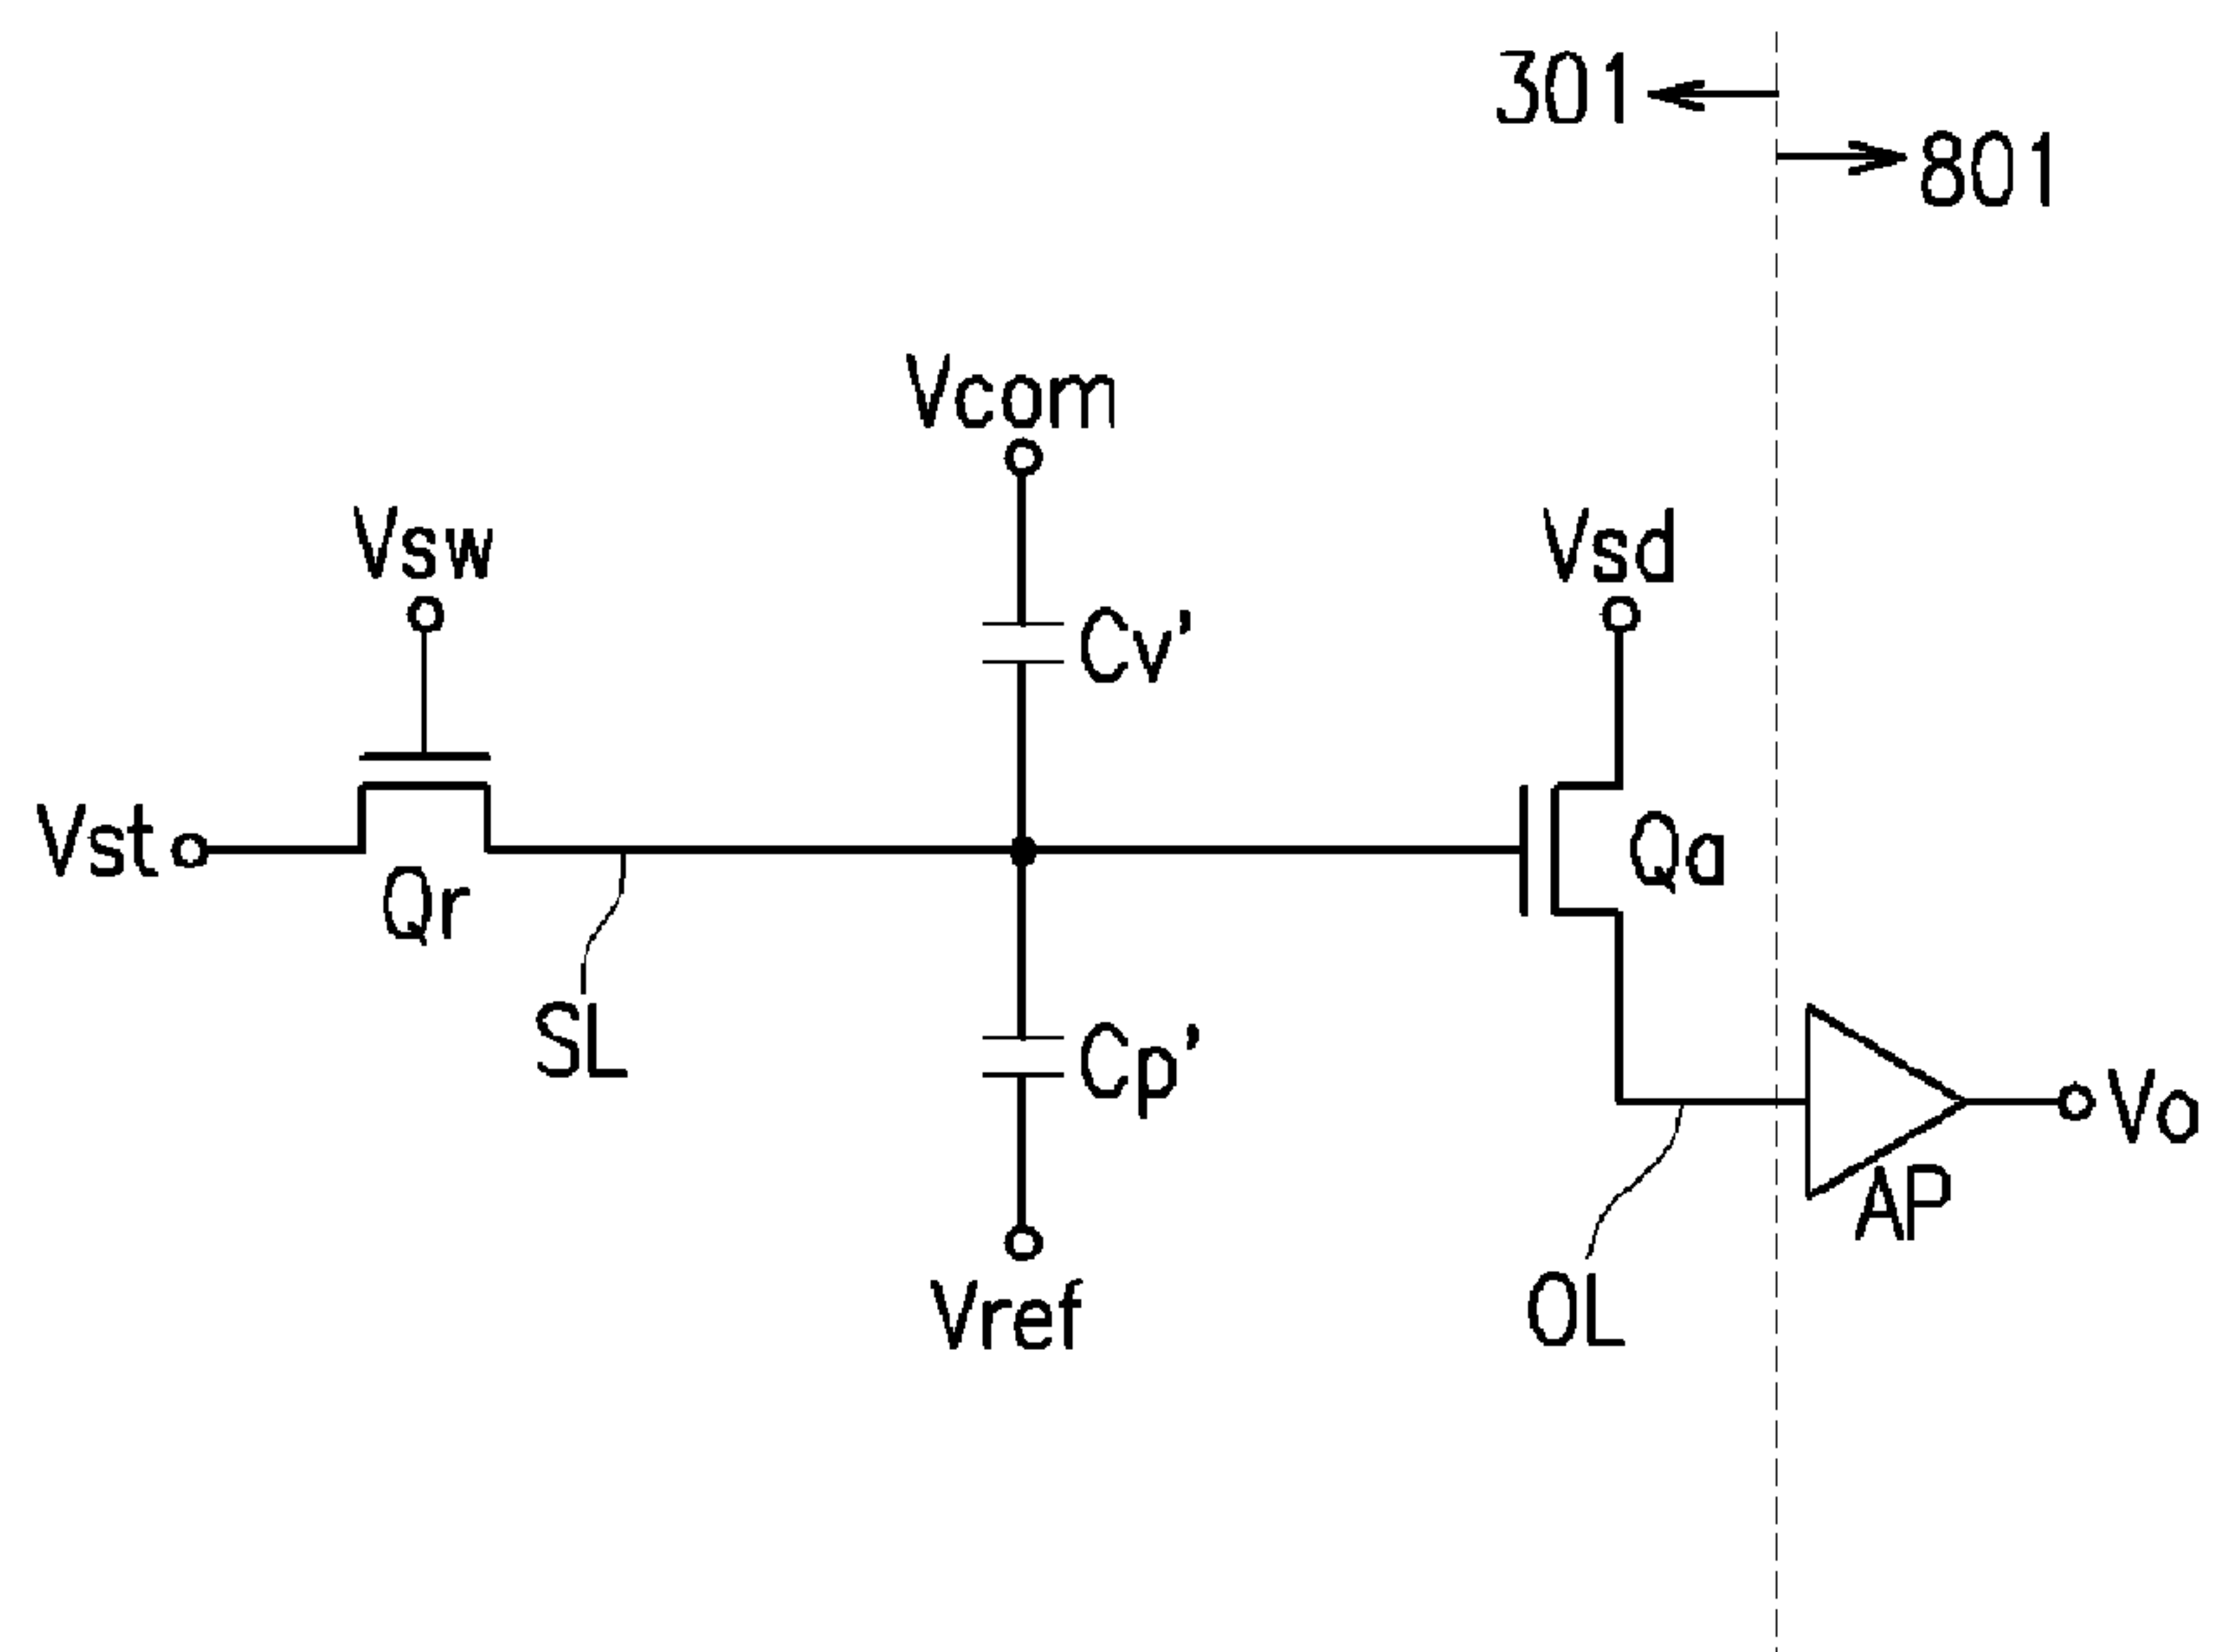 301
801
Vcom
Vsw
Vsd
Cv'
Vst
Qr
Qa
SL
Cp'
Vo
AP
Vref
OL